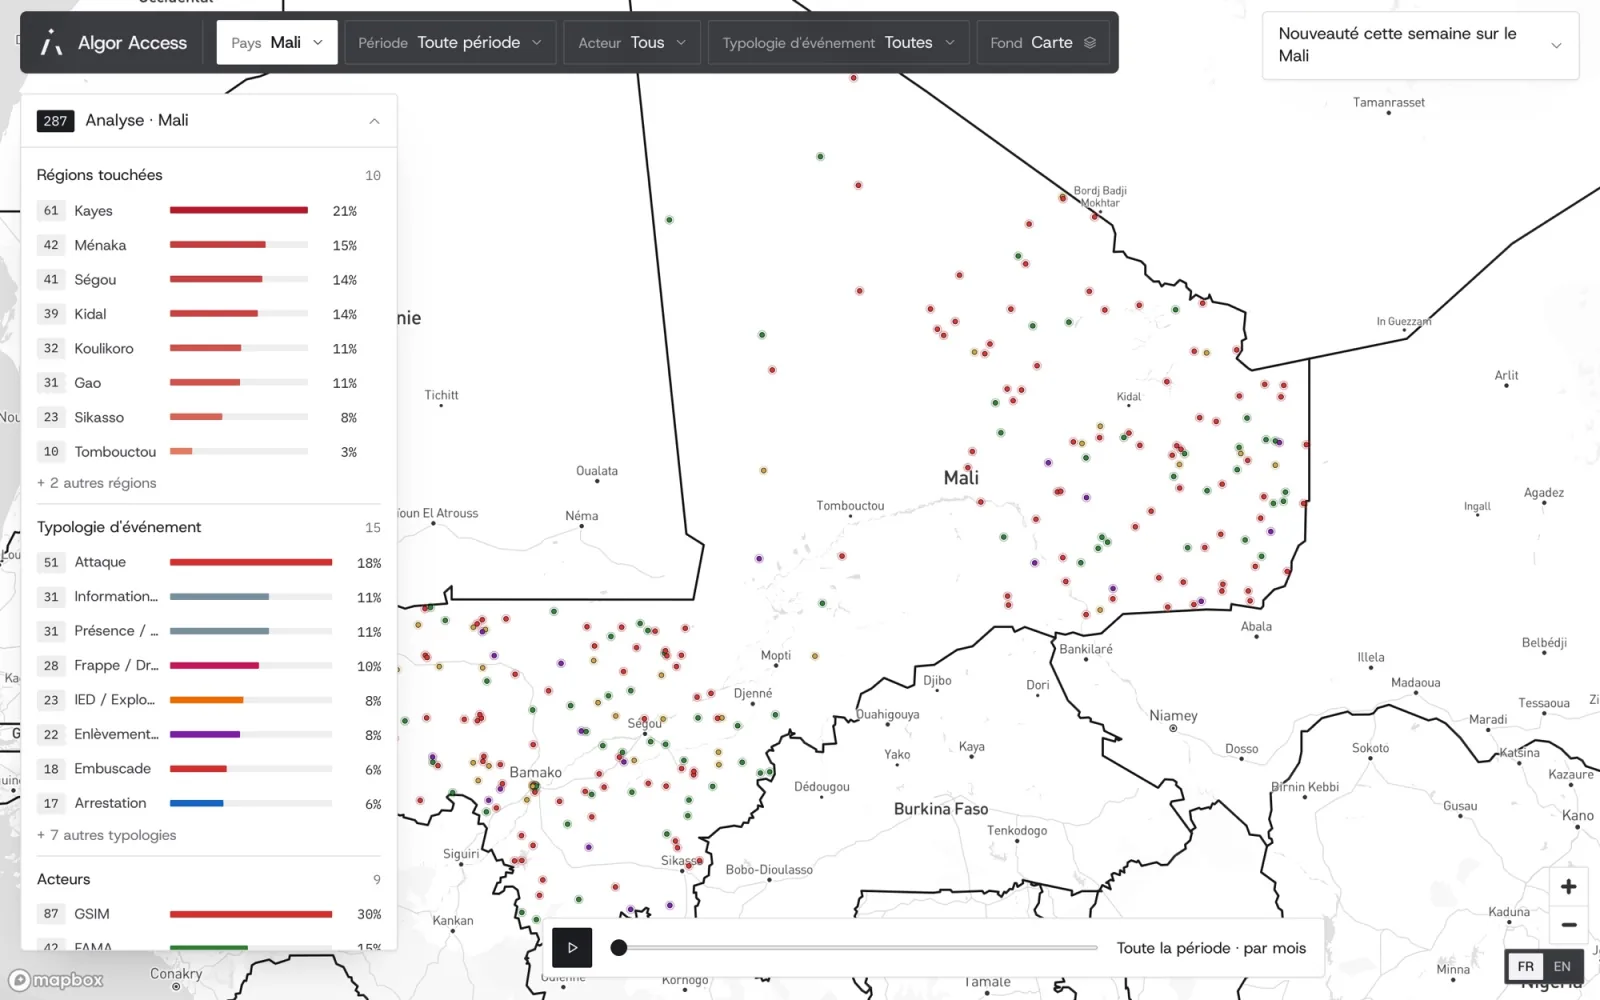 Algor Access
Pays Mali
Période Toute période
Acteur Tous
Typologie d'événement Toutes
Fond Carte
Nouveauté cette semaine sur le
Mali
287 Analyse · Mali
Régions touchées 10
61 Kayes 21%
42 Ménaka 15%
41 Ségou 14%
39 Kidal 14%
32 Koulikoro 11%
31 Gao 11%
23 Sikasso 8%
10 Tombouctou 3%
+ 2 autres régions
Typologie d'événement 15
51 Attaque 18%
31 Information... 11%
31 Présence / ... 11%
28 Frappe / Dr... 10%
23 IED / Explo... 8%
22 Enlèvement... 8%
18 Embuscade 6%
17 Arrestation 6%
+ 7 autres typologies
Acteurs 9
87 GSIM 30%
42 FAMA 15%
Tamanrasset
Bordj Badji
Mokhtar
In Guezzam
Arlit
nie
Tichitt
Kidal
Oualata
Mali
Tombouctou
Agadez
Ingall
Néma
Abala
Belbédji
Bankilaré
Mopti
Illela
Djibo
Dori
Madaoua
Djenné
Tessaoua
Ouahigouya
Niamey
Maradi
Ségou
Yako
Kaya
Dosso
Sokoto
Katsina
Bamako
Kazaure
Dédougou
Birnin Kebbi
Burkina Faso
Gusau
Kano
Tenkodogo
Siguiri
Bobo-Dioulasso
Kankan
Kaduna
Toute la période · par mois
FR EN
mapbox
Conakry
Korhogo
Tamale
Minna
Nigeria